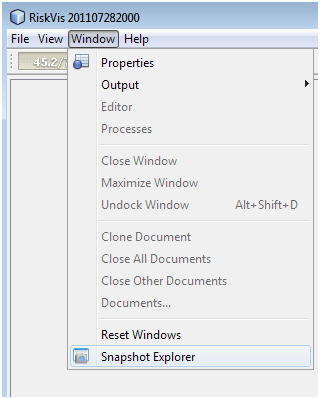 RiskVis 201107282000
File View Window Help
45.2/7
Properties
Output
Editor
Processes
Close Window
Maximize Window
Undock Window Alt+Shift+D
Clone Document
Close All Documents
Close Other Documents
Documents...
Reset Windows
Snapshot Explorer